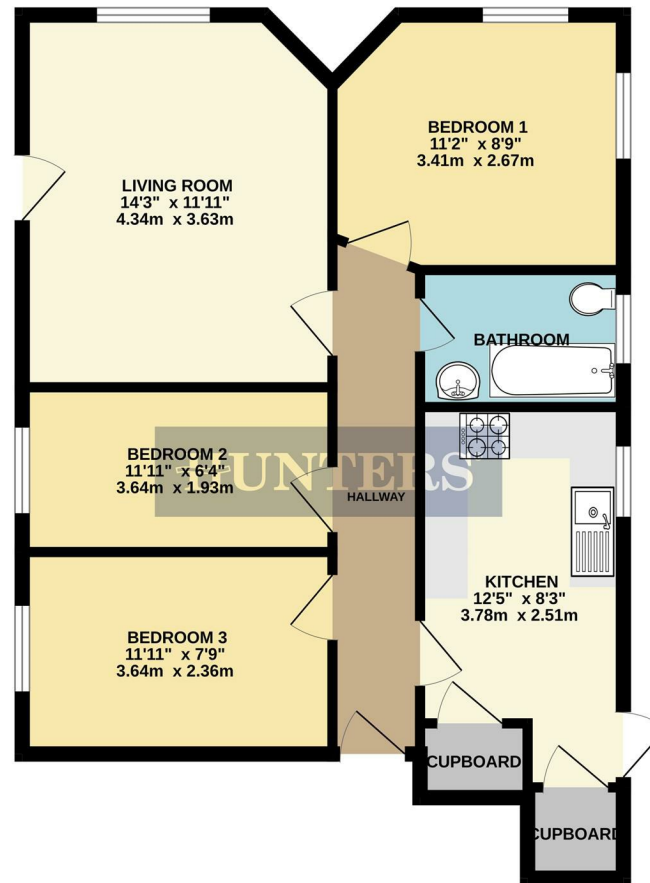 BEDROOM 1
11'2" x 8'9"
3.41m x 2.67m
LIVING ROOM
14'3" x 11'11"
4.34m x 3.63m
BATHROOM
BEDROOM 2
11'11" x 6'4"
3.64m x 1.93m
HUNTERS
HALLWAY
KITCHEN
12'5" x 8'3"
3.78m x 2.51m
BEDROOM 3
11'11" x 7'9"
3.64m x 2.36m
CUPBOARD
CUPBOARD